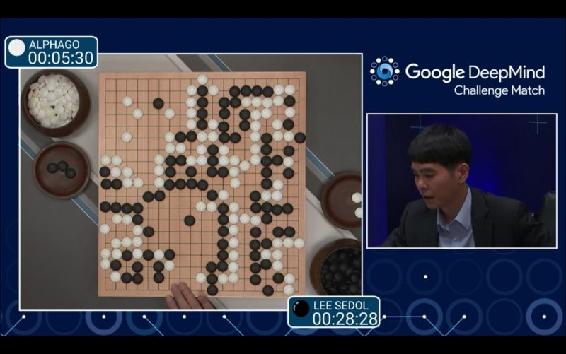 ALPHAGO
00:05:30
Google DeepMind
Challenge Match
LEE SEDOL
00:28:28